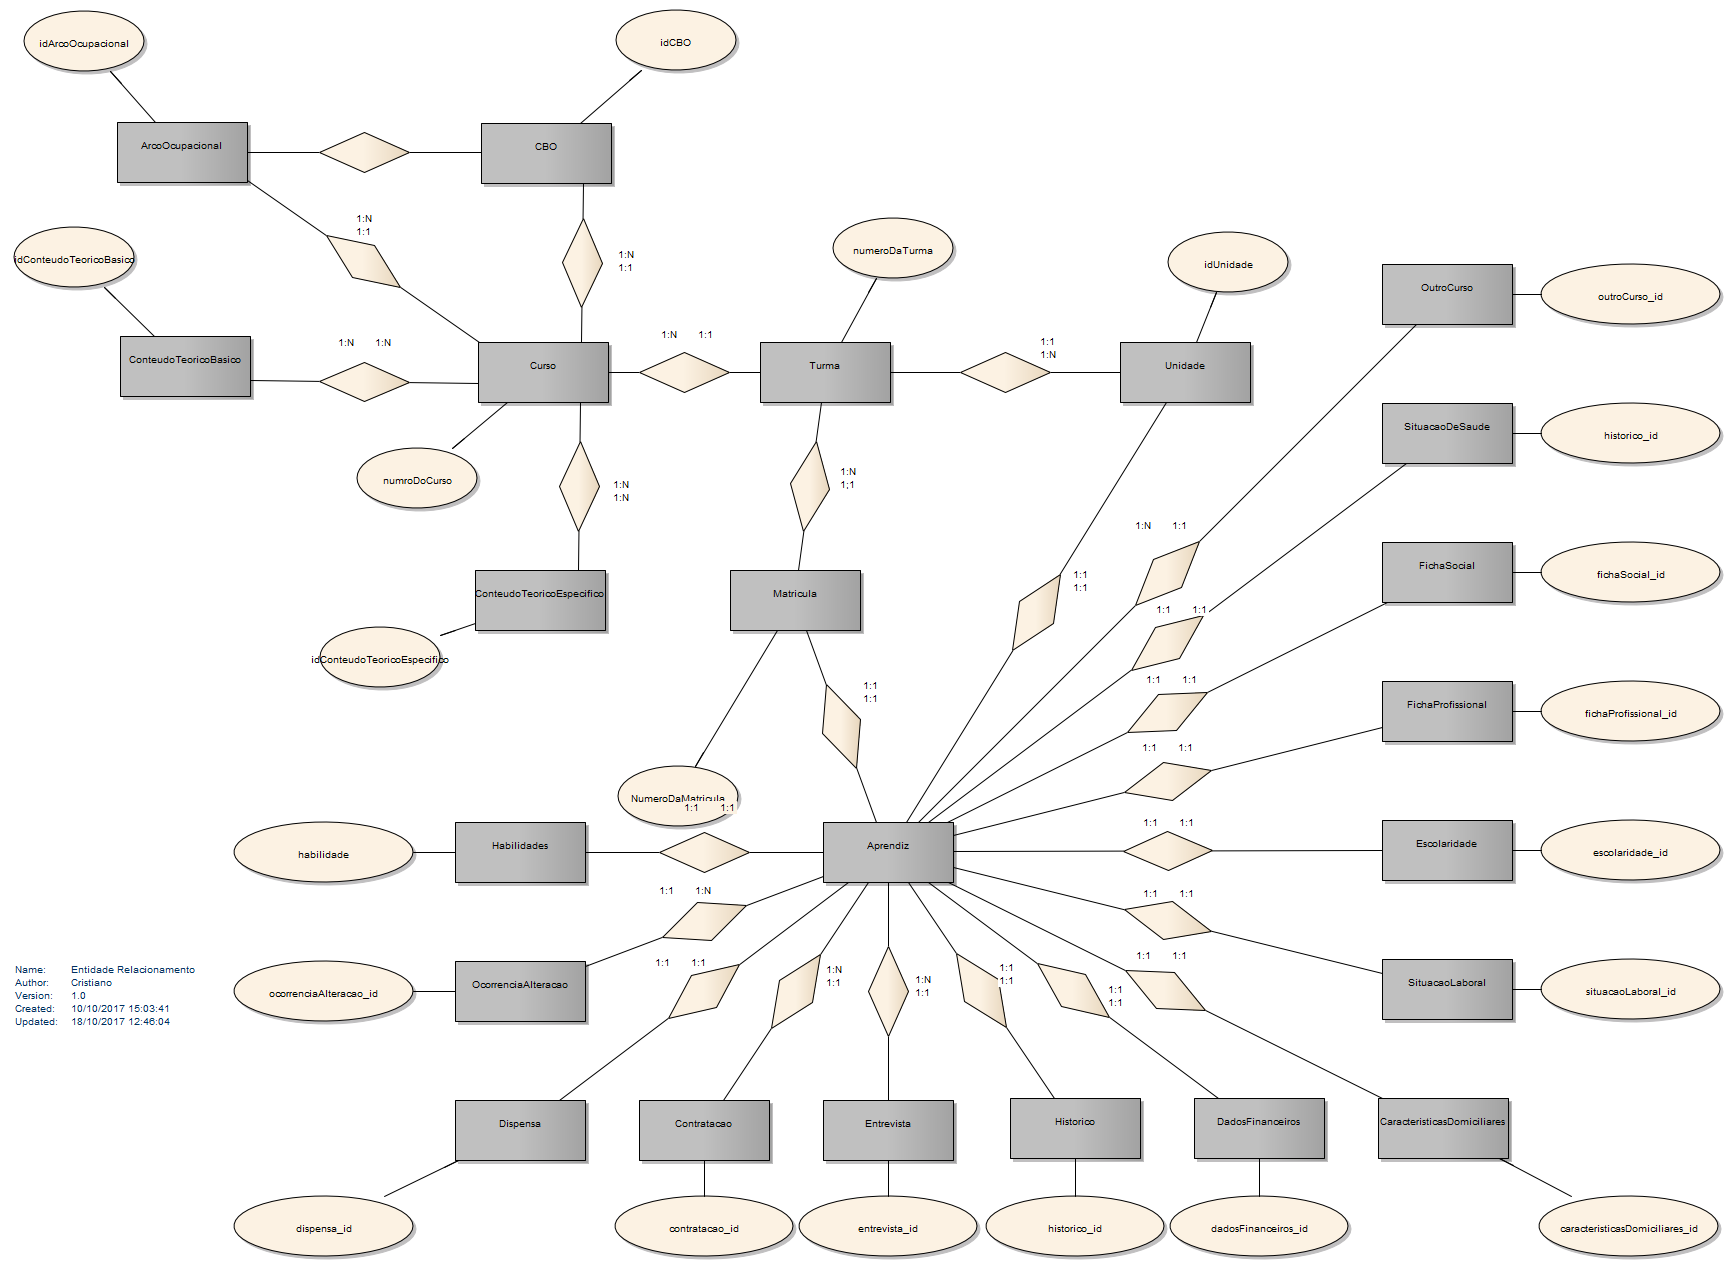 idArcoOcupacional
idCBO
ArcoOcupacional
CBO
1:N
1:1
1:N
1:1
idConteudoTeoricoBasico
numeroDaTurma
idUnidade
OutroCurso
outroCurso_id
1:N 1:N
1:N 1:1
1:1
1:N
ConteudoTeoricoBasico
Curso
Turma
Unidade
SituacaoDeSaude
historico_id
numroDoCurso
1:N
1:N
1:N
1;1
1:N 1:1
FichaSocial
fichaSocial_id
ConteudoTeoricoEspecifico
Matricula
1:1
1:1
1:1 1:1
idConteudoTeoricoEspecifico
1:1
1:1
1:1 1:1
FichaProfissional
fichaProfissional_id
1:1 1:1
NumeroDaMatricula
1:1 1:1
1:1 1:1
habilidade
Habilidades
Aprendiz
Escolaridade
escolaridade_id
1:1 1:N
1:1 1:1
1:1 1:1
1:N
1:1
1:N
1:1
1:1
1:1
1:1
1:1
1:1 1:1
ocorrenciaAlteracao_id
OcorrenciaAlteracao
SituacaoLaboral
situacaoLaboral_id
Name: Entidade Relacionamento
Author: Cristiano
Version: 1.0
Created: 10/10/2017 15:03:41
Updated: 18/10/2017 12:46:04
Dispensa
Contratacao
Entrevista
Historico
DadosFinanceiros
CaracteristicasDomiciliares
dispensa_id
contratacao_id
entrevista_id
historico_id
dadosFinanceiros_id
caracteristicasDomiciliares_id